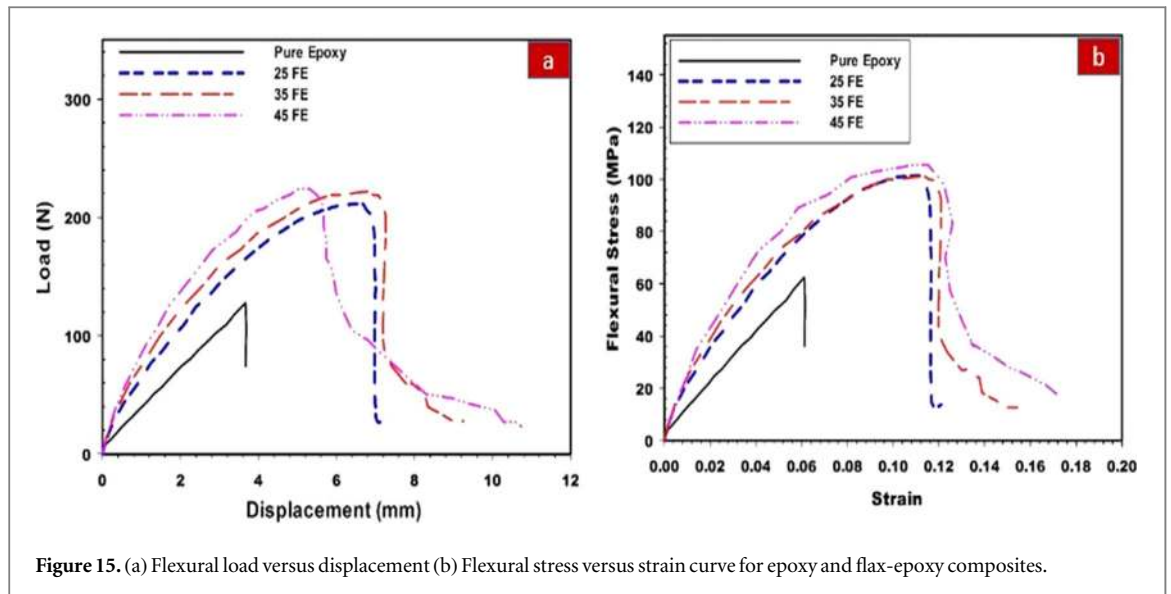 a
Pure Epoxy
25 FE
35 FE
45 FE
Load (N)
300
200
100
0
0 2 4 6 8 10 12
Displacement (mm)
b
Pure Epoxy
25 FE
35 FE
45 FE
Flexural Stress (MPa)
140
120
100
80
60
40
20
0
0.00 0.02 0.04 0.06 0.08 0.10 0.12 0.14 0.16 0.18 0.20
Strain
Figure 15. (a) Flexural load versus displacement (b) Flexural stress versus strain curve for epoxy and flax-epoxy composites.